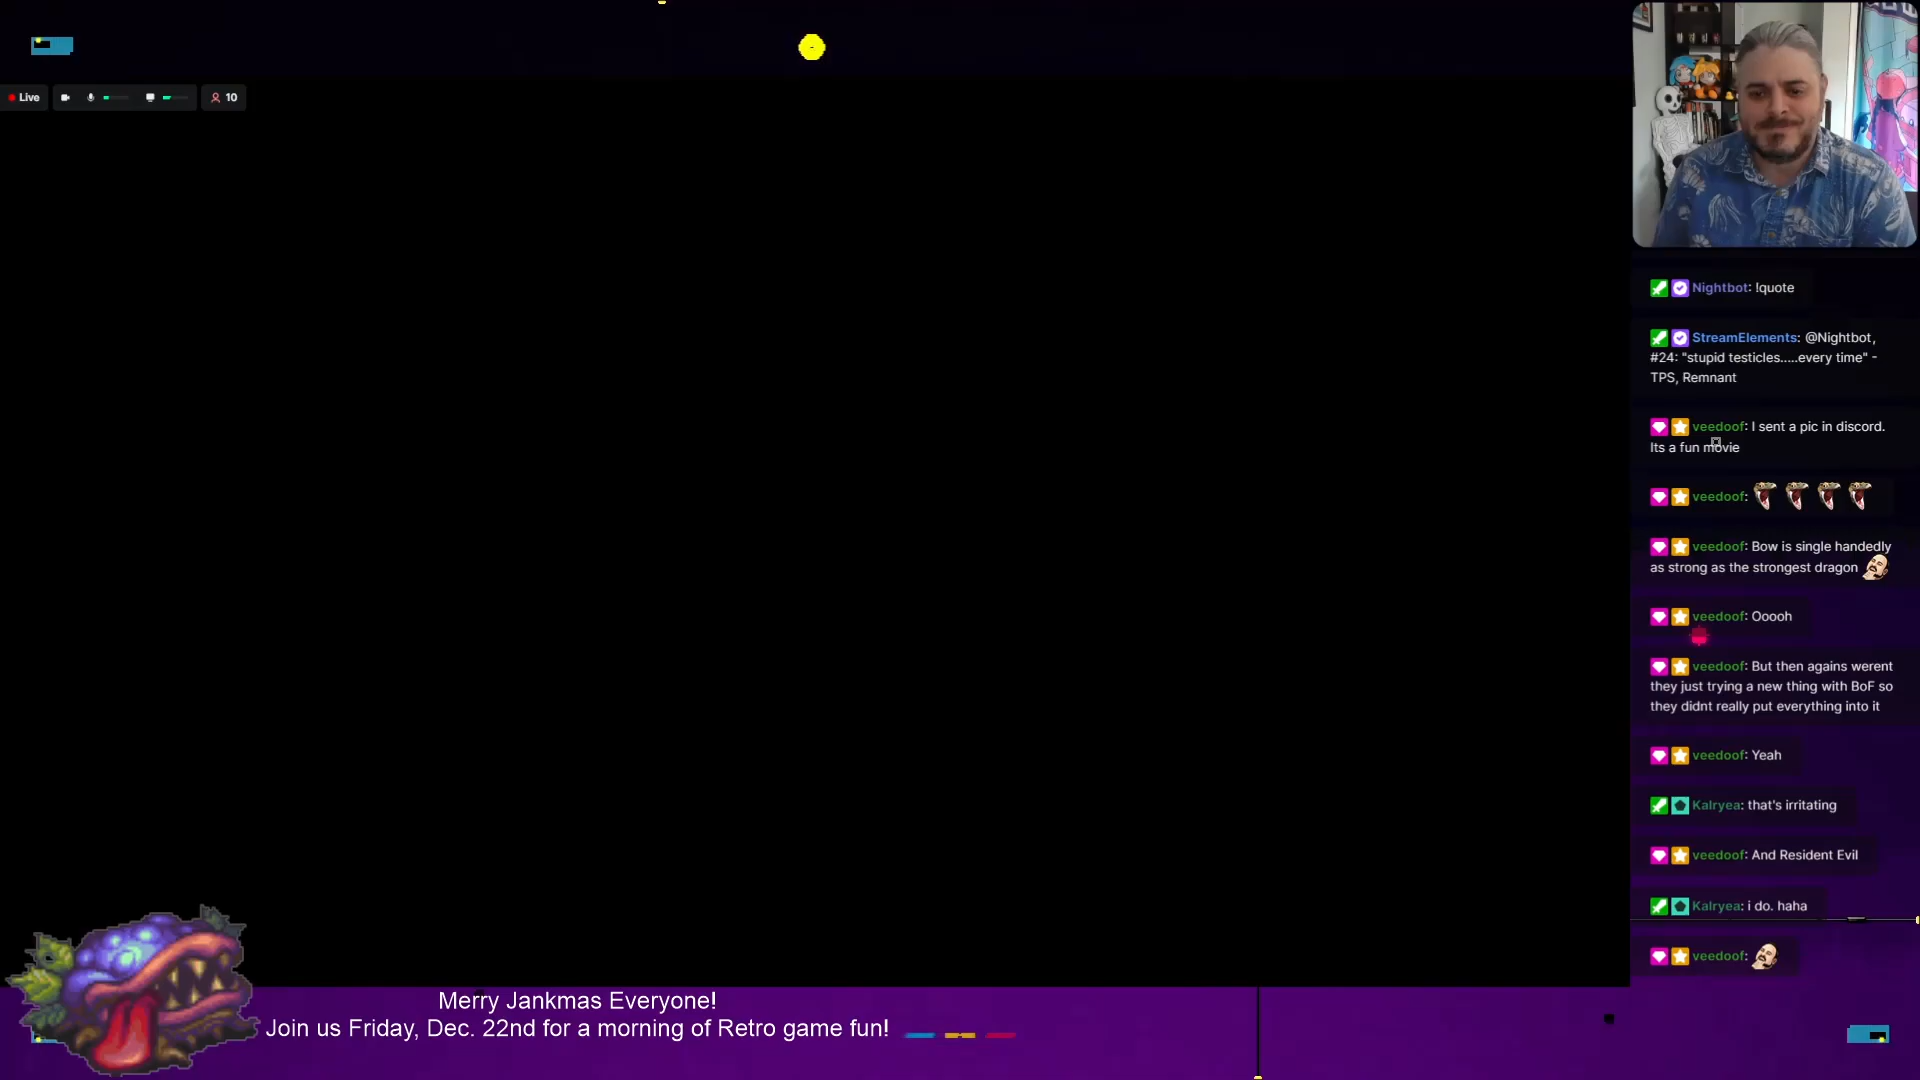 Live
10
Nightbot: !quote
StreamElements: @Nightbot,
#24: "stupid testicles.....every time" -
TPS, Remnant
veedoof: I sent a pic in discord.
Its a fun movie
veedoof:
veedoof: Bow is single handedly
as strong as the strongest dragon
veedoof: Ooooh
veedoof: But then agains werent
they just trying a new thing with BoF so
they didnt really put everything into it
veedoof: Yeah
Kalryea: that's irritating
veedoof: And Resident Evil
Kalryea: i do. haha
veedoof:
Merry Jankmas Everyone!
Join us Friday, Dec. 22nd for a morning of Retro game fun!